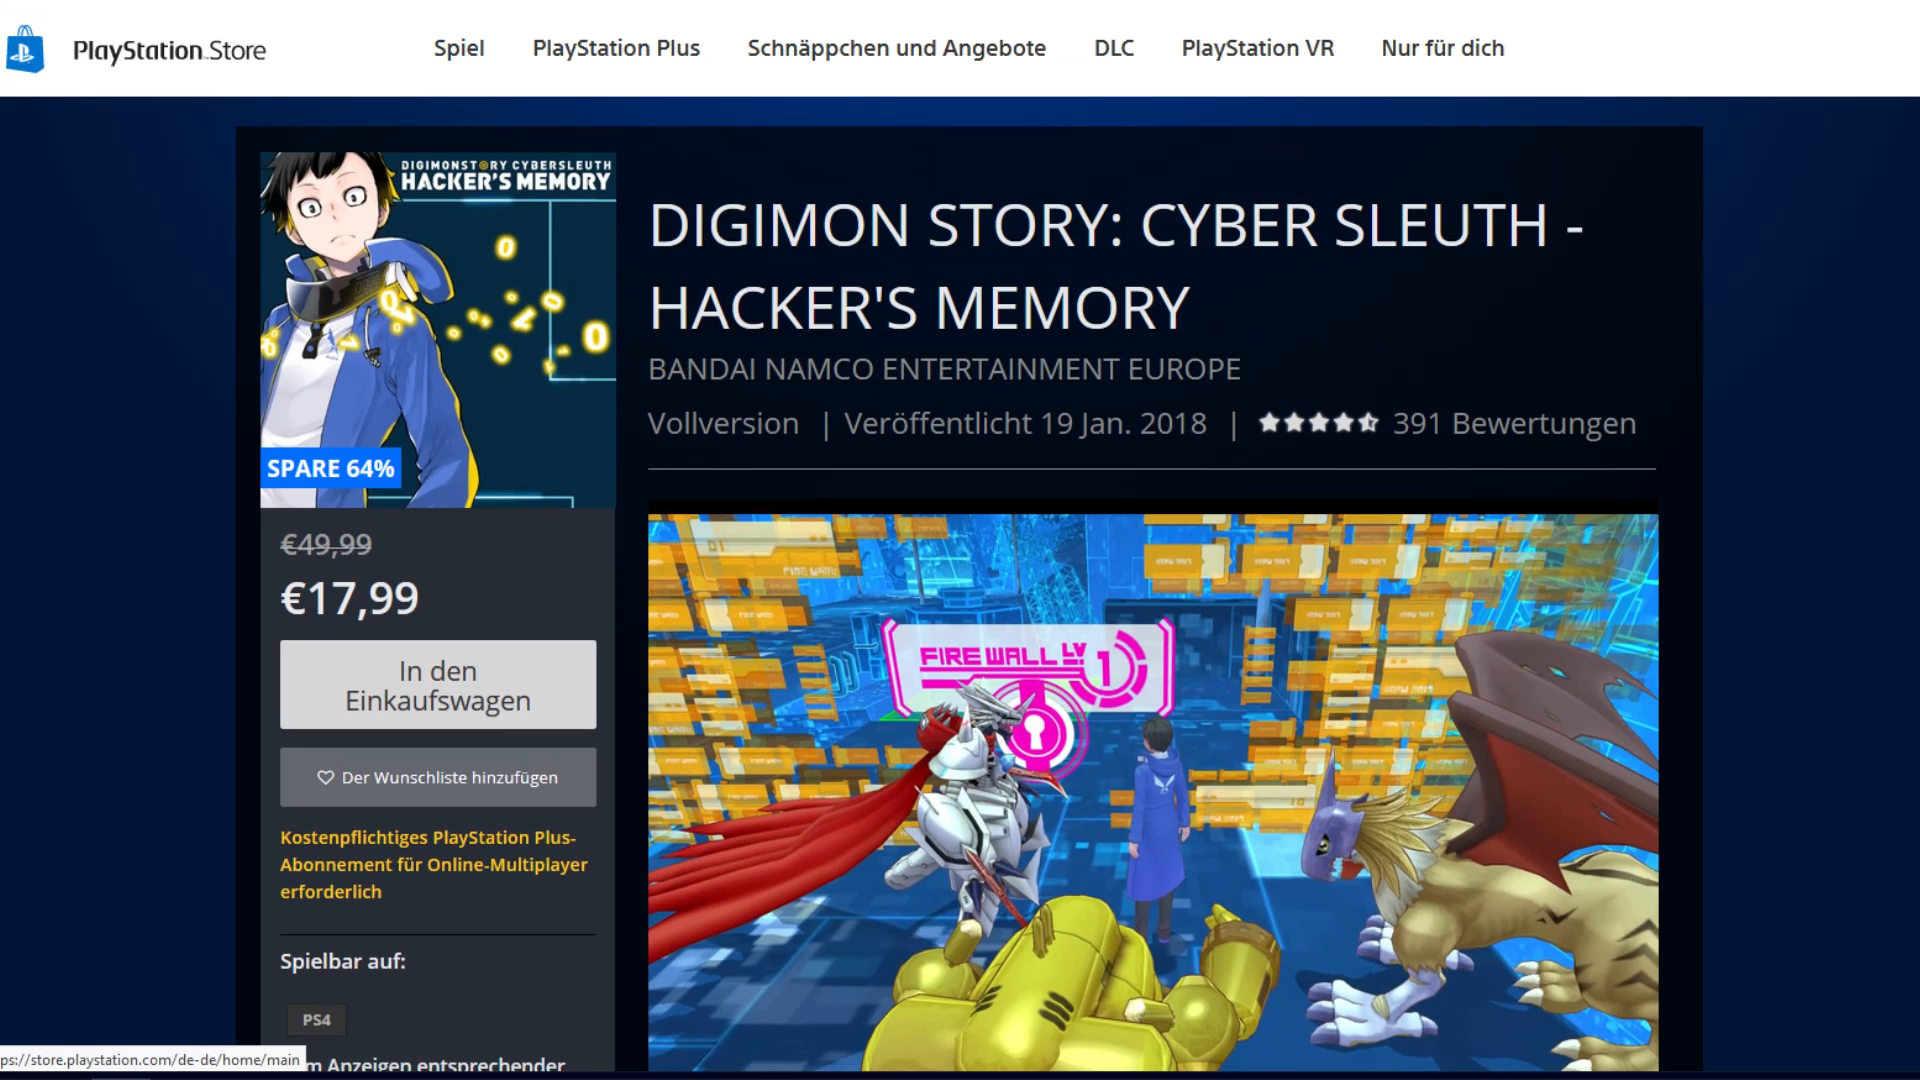 PlayStation Store
Spiel
PlayStation Plus
Schnäppchen und Angebote
DLC
PlayStation VR
Nur für dich
DIGIMONSTORY CYBERSLEUTH
HACKER'S MEMORY
SPARE 64%
€49,99
€17,99
In den
Einkaufswagen
Der Wunschliste hinzufügen
Kostenpflichtiges PlayStation Plus-
Abonnement für Online-Multiplayer
erforderlich
Spielbar auf:
PS4
m Anzeigen entsprechender
ps://store.playstation.com/de-de/home/main
DIGIMON STORY: CYBER SLEUTH -
HACKER'S MEMORY
BANDAI NAMCO ENTERTAINMENT EUROPE
Vollversion | Veröffentlicht 19 Jan. 2018 | 391 Bewertungen
FIRE WALL LV 1